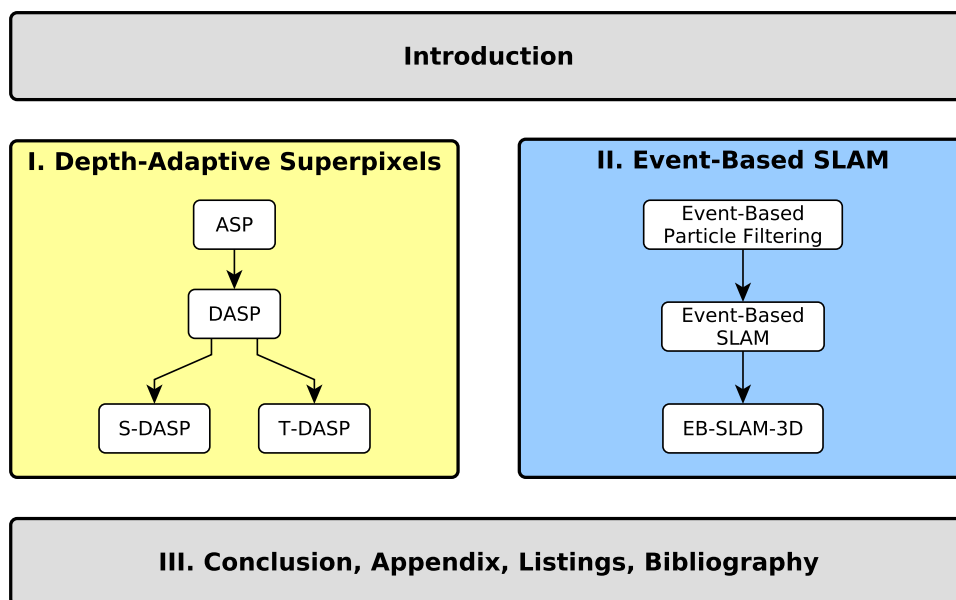 Introduction
I. Depth-Adaptive Superpixels
ASP
DASP
S-DASP
T-DASP
II. Event-Based SLAM
Event-Based
Particle Filtering
Event-Based
SLAM
EB-SLAM-3D
III. Conclusion, Appendix, Listings, Bibliography